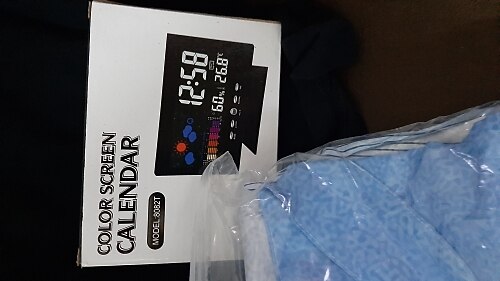 COLOR SCREEN
CALENDAR
MODEL:8082T
12:58
60%
26.8°C